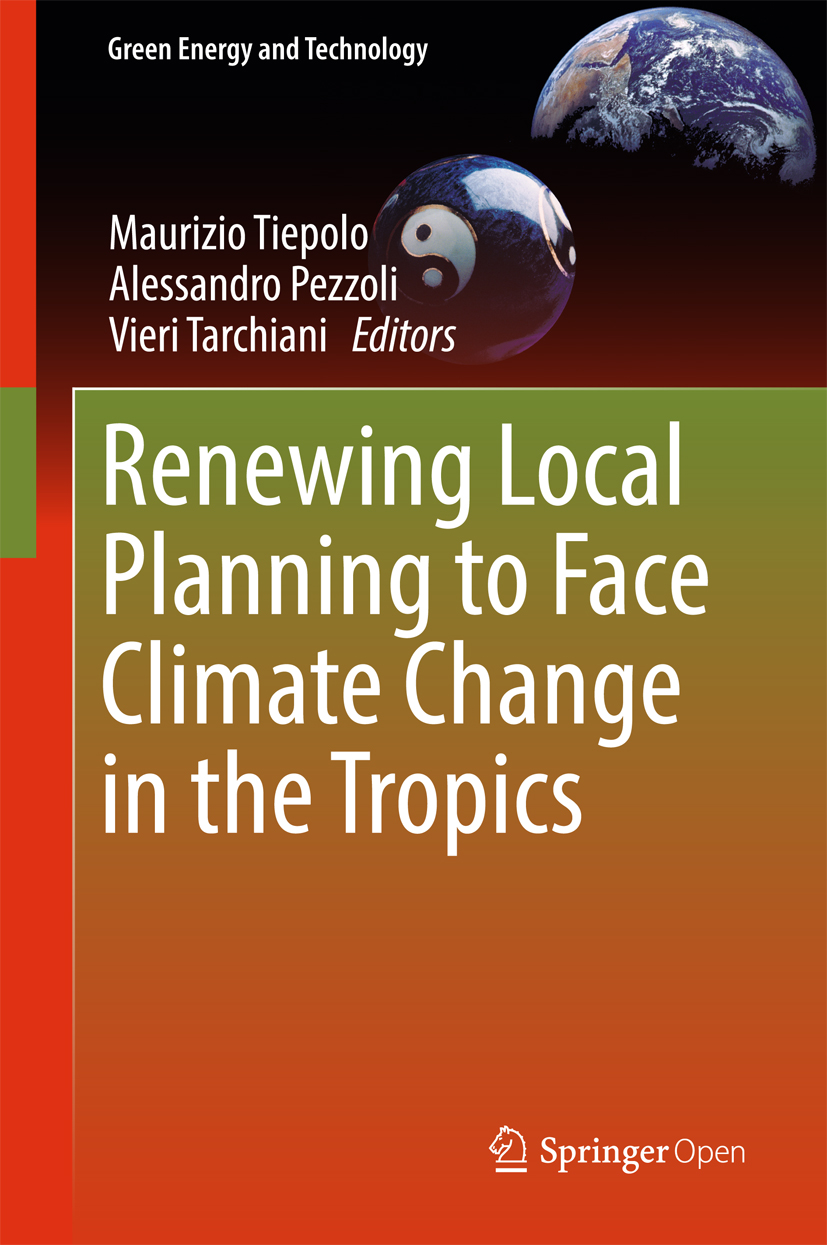 Green Energy and Technology
Maurizio Tiepolo
Alessandro Pezzoli
Vieri Tarchiani Editors
Renewing Local
Planning to Face
Climate Change
in the Tropics
Springer Open